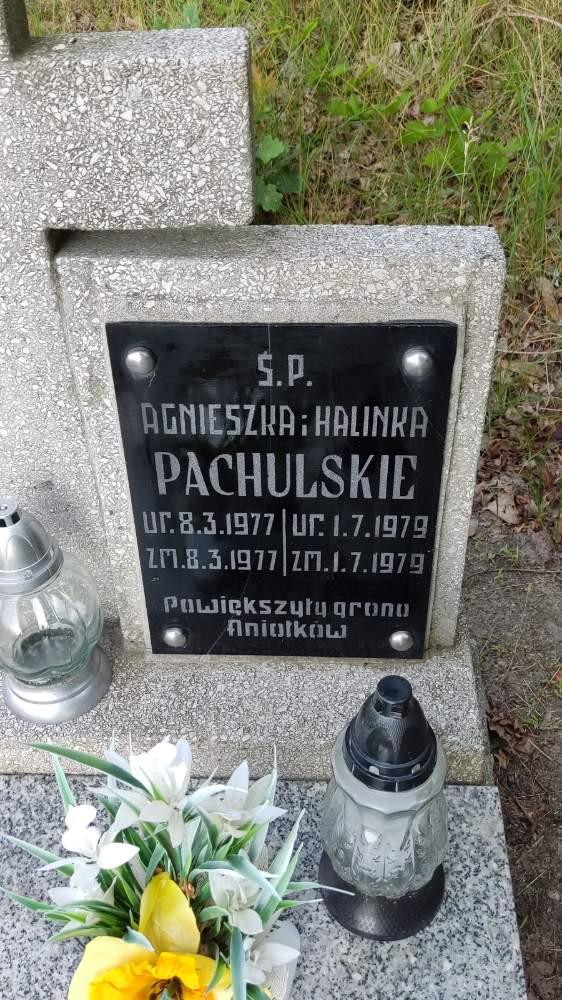 Ś.P.
AGNIESZKA i HALINKA
PACHULSKIE
ur. 8.3.1977 ur. 1.7.1979
zm. 8.3.1977 zm. 1.7.1979
Powiększyły grono
Aniołków